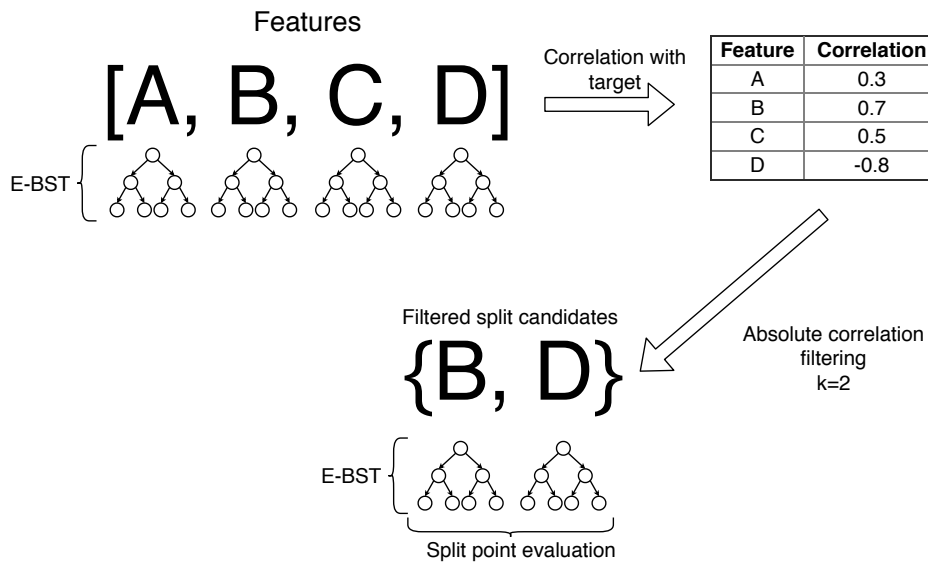 Features
[A, B, C, D]
E-BST
Correlation with
target
Feature Correlation
A 0.3
B 0.7
C 0.5
D -0.8
Absolute correlation
filtering
k=2
Filtered split candidates
{B, D}
E-BST
Split point evaluation